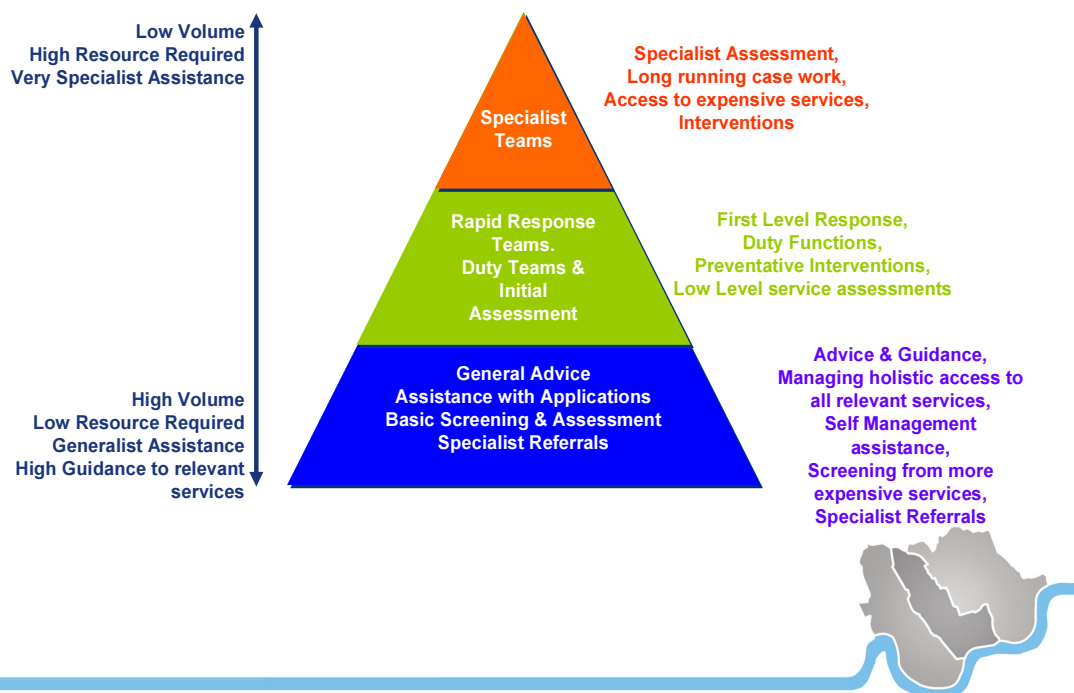 Low Volume
High Resource Required
Very Specialist Assistance
Specialist Assessment,
Long running case work,
Access to expensive services,
Interventions
Specialist
Teams
Rapid Response
Teams.
Duty Teams &
Initial
Assessment
First Level Response,
Duty Functions,
Preventative Interventions,
Low Level service assessments
High Volume
Low Resource Required
Generalist Assistance
High Guidance to relevant
services
General Advice
Assistance with Applications
Basic Screening & Assessment
Specialist Referrals
Advice & Guidance,
Managing holistic access to
all relevant services,
Self Management
assistance,
Screening from more
expensive services,
Specialist Referrals